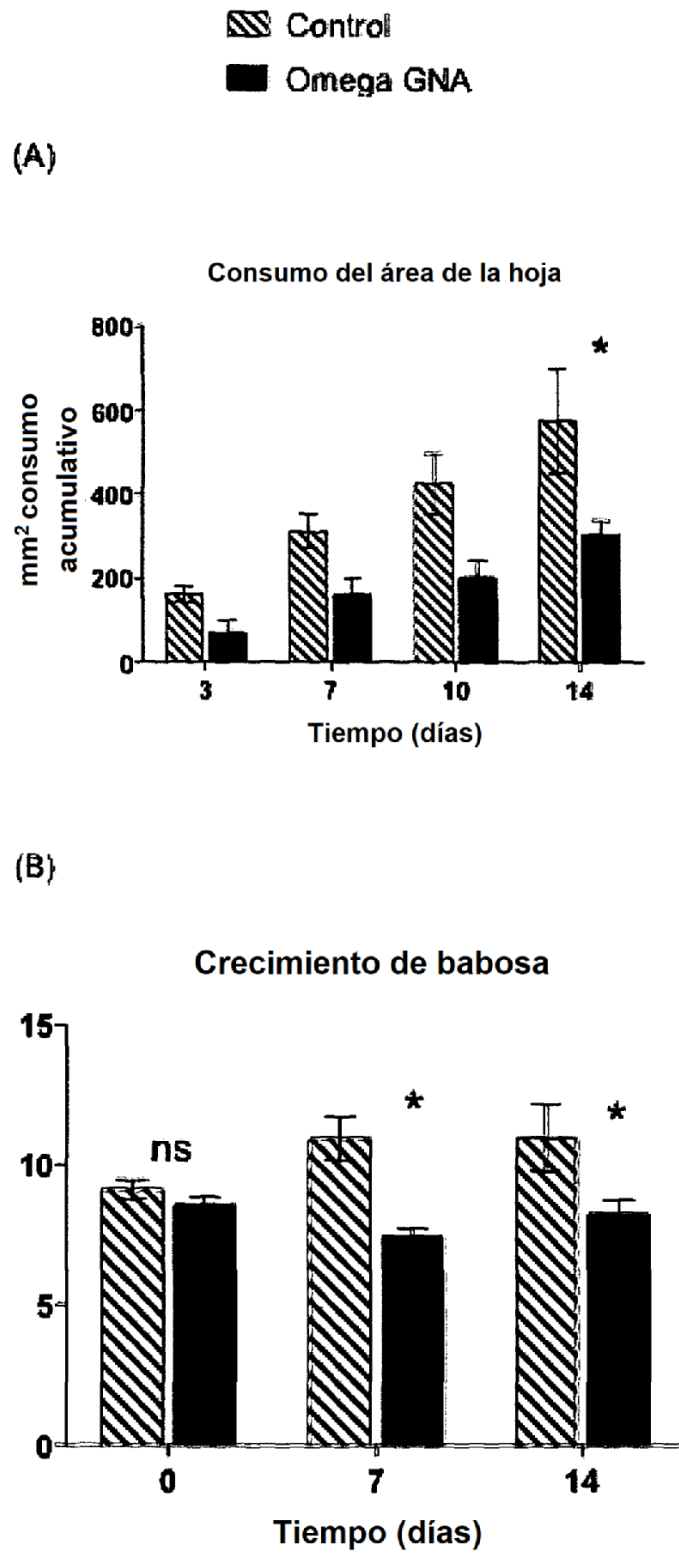 Control
Omega GNA
(A)
Consumo del área de la hoja
mm² consumo
acumulativo
800
600
400
200
0
*
3 7 10 14
Tiempo (días)
(B)
Crecimiento de babosa
15
10
5
0
ns
*
*
0 7 14
Tiempo (días)